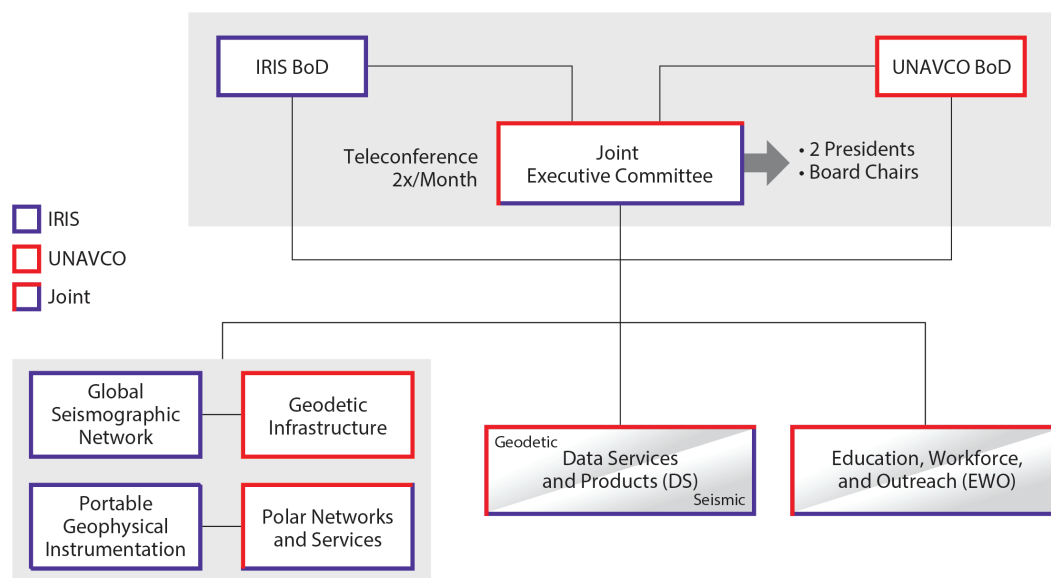 IRIS BoD
UNAVCO BoD
Teleconference
2x/Month
Joint
Executive Committee
• 2 Presidents
• Board Chairs
IRIS
UNAVCO
Joint
Global
Seismographic
Network
Geodetic
Infrastructure
Portable
Geophysical
Instrumentation
Polar Networks
and Services
Geodetic
Data Services
and Products (DS)
Seismic
Education, Workforce,
and Outreach (EWO)